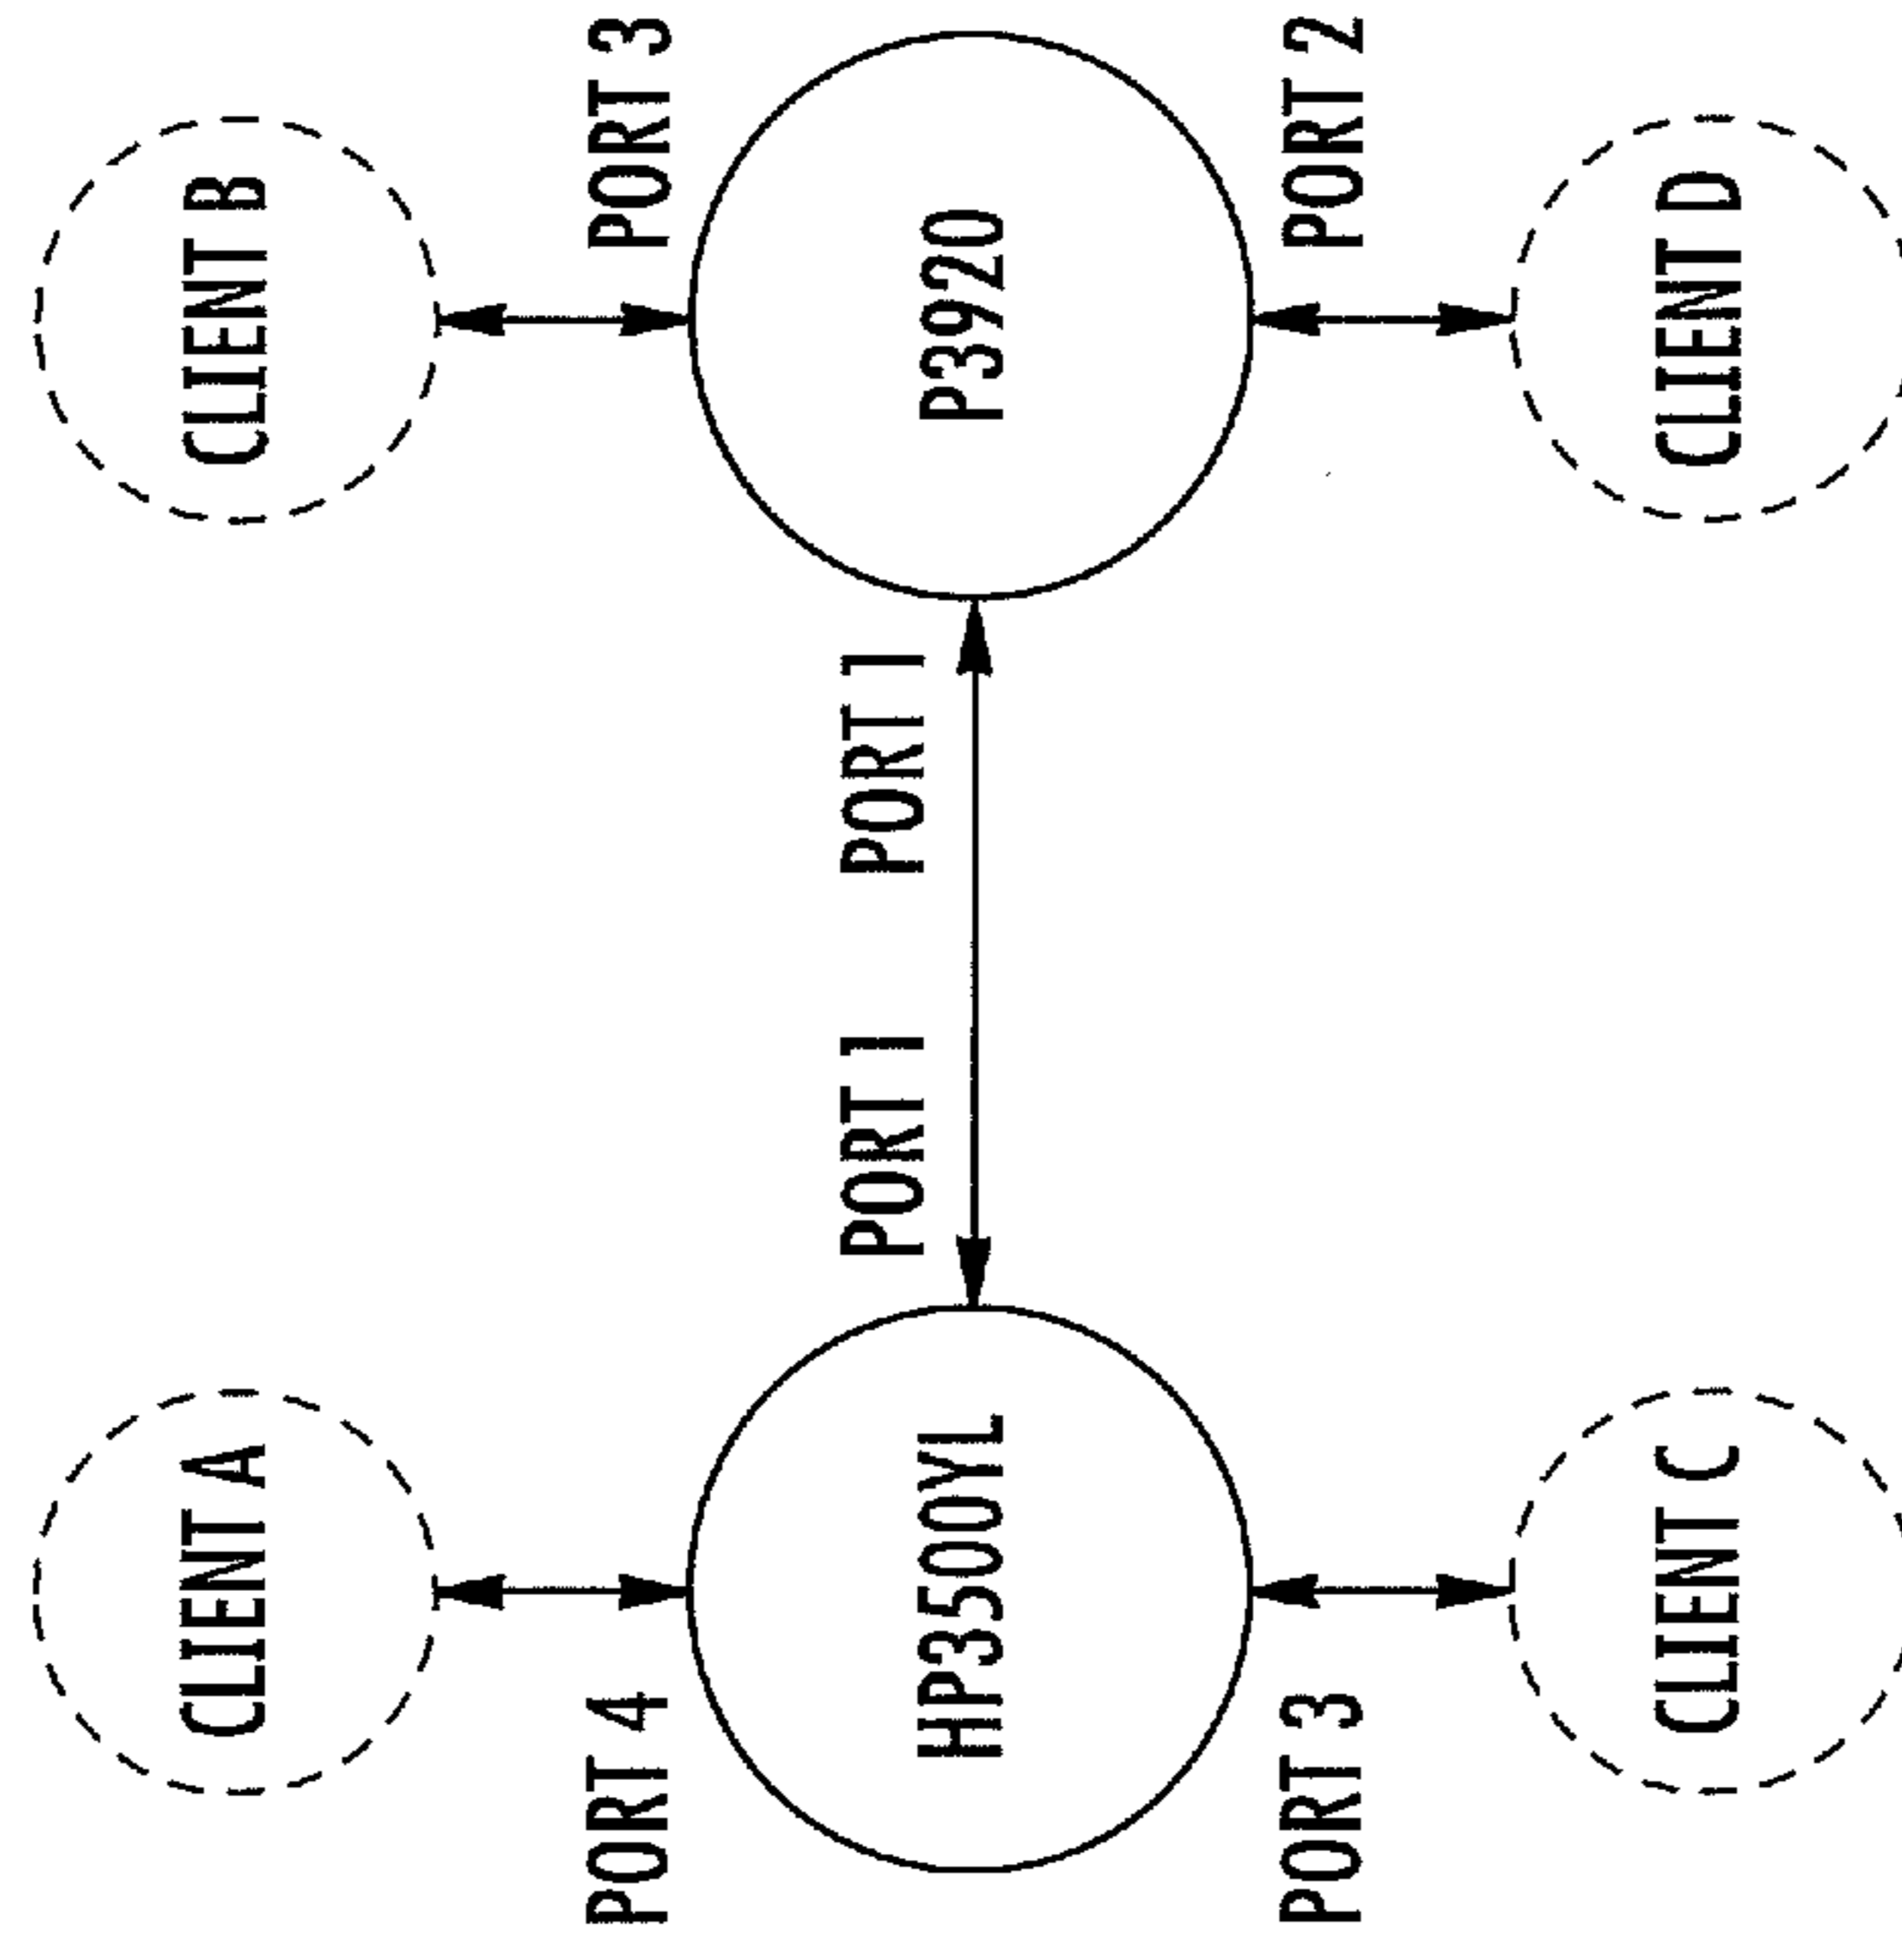 CLIENT A
CLIENT B
PORT 4
PORT 3
PORT 1
PORT 1
HP3500YL
P3920
PORT 3
PORT 2
CLIENT C
CLIENT D